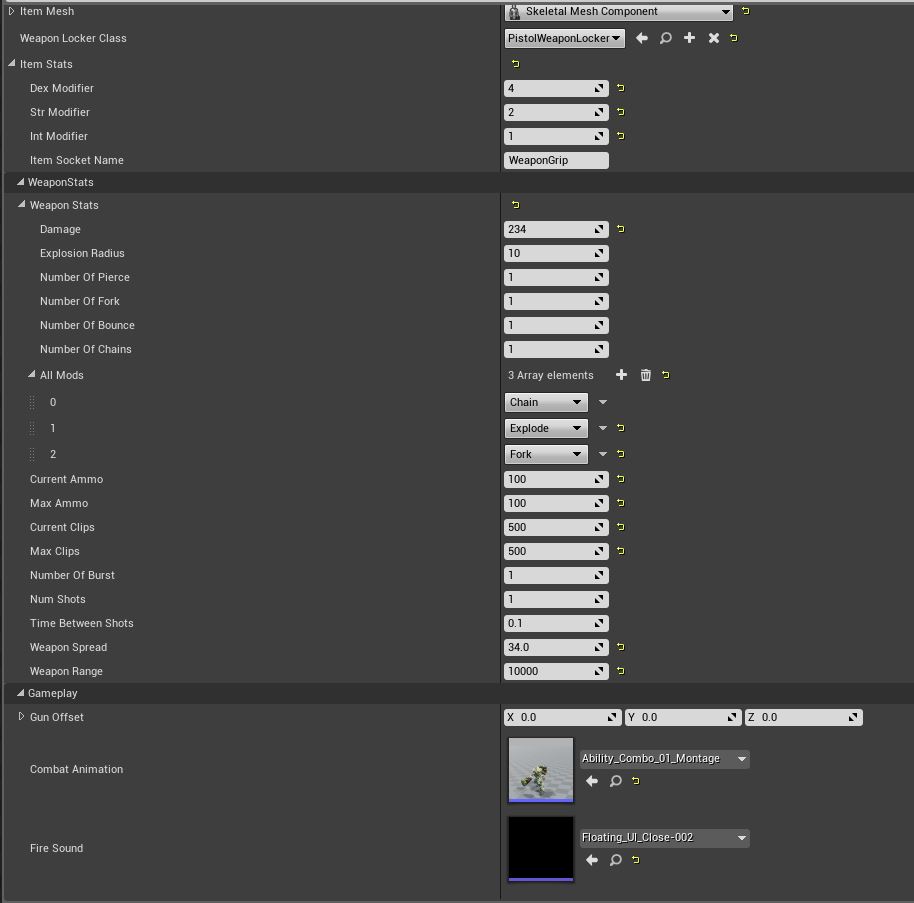 Item Mesh Skeletal Mesh Component
Weapon Locker Class PistolWeaponLocker
Item Stats
Dex Modifier 4
Str Modifier 2
Int Modifier 1
Item Socket Name WeaponGrip
WeaponStats
Weapon Stats
Damage 234
Explosion Radius 10
Number Of Pierce 1
Number Of Fork 1
Number Of Bounce 1
Number Of Chains 1
All Mods 3 Array elements
0 Chain
1 Explode
2 Fork
Current Ammo 100
Max Ammo 100
Current Clips 500
Max Clips 500
Number Of Burst 1
Num Shots 1
Time Between Shots 0.1
Weapon Spread 34.0
Weapon Range 10000
Gameplay
Gun Offset X 0.0 Y 0.0 Z 0.0
Combat Animation Ability_Combo_01_Montage
Fire Sound Floating_UI_Close-002